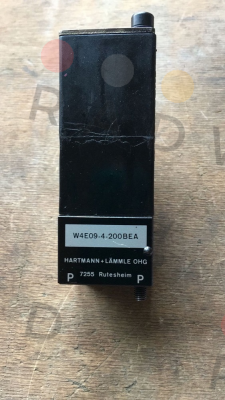 W4E09-4-200BEA
HARTMANN+LÄMMLE OHG
7255 Rutesheim
P P